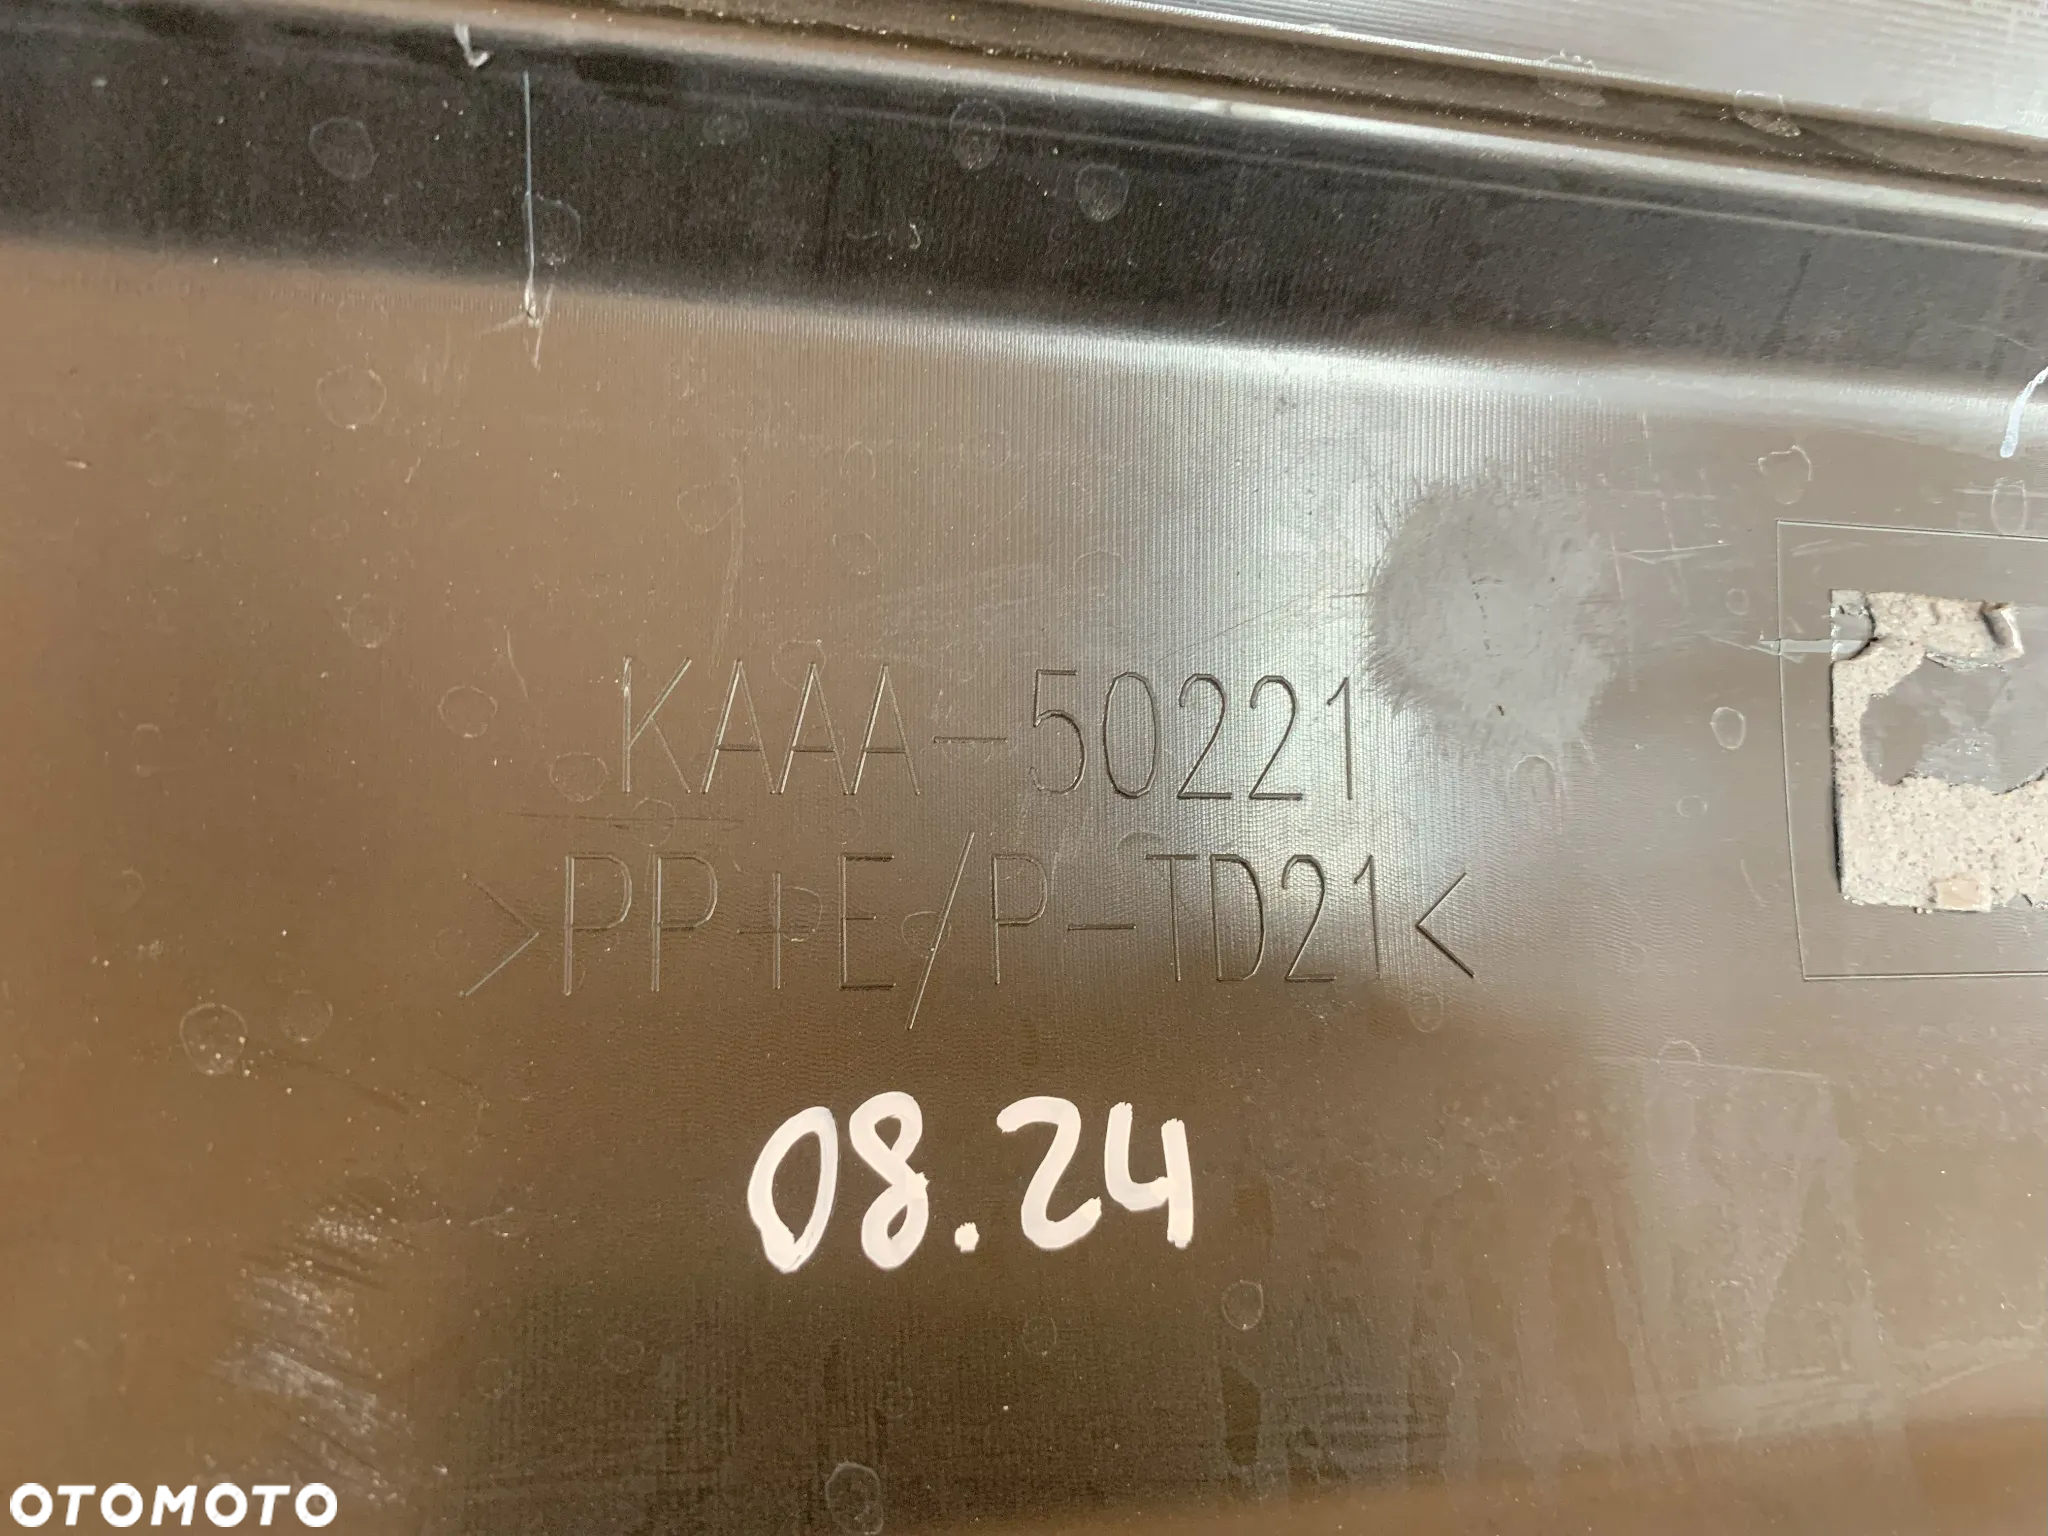 KAAA-50221
>PP+E/P-TD21<
08.24
OTOMOTO